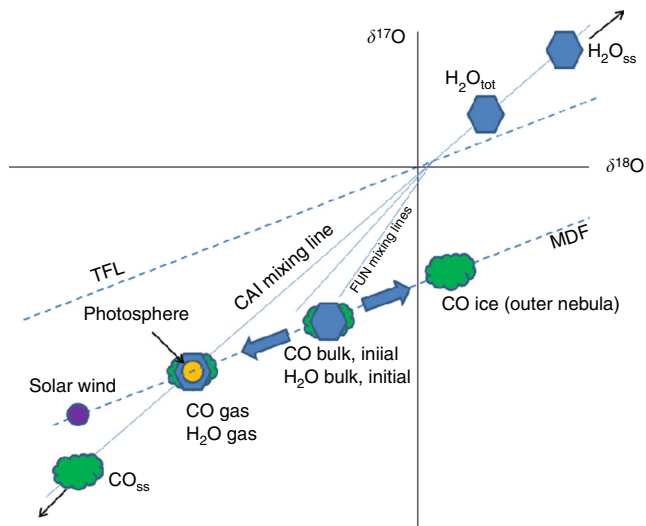 δ17O
H2Oss
H2Otot
δ18O
FUN mixing lines
MDF
CAI mixing line
TFL
CO ice (outer nebula)
Photosphere
CO bulk, iniial
H2O bulk, initial
Solar wind
CO gas
H2O gas
COss